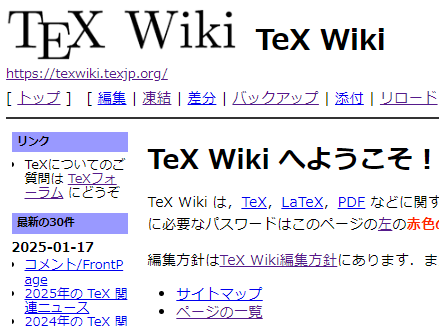 TeX Wiki TeX Wiki
https://texwiki.texjp.org/
[ トップ ] [ 編集 | 凍結 | 差分 | バックアップ | 添付 | リロード
リンク
TeXについてのご
質問は TeXフォ
ーラム にどうぞ
最新の30件
2025-01-17
コメント/FrontP
age
2025年の TeX 関
連ニュース
2024年の TeX 関
TeX Wiki へようこそ！
TeX Wiki は，TeX，LaTeX，PDF などに関す
に必要なパスワードはこのページの左の赤色の
編集方針はTeX Wiki編集方針にあります．ま
サイトマップ
ページの一覧